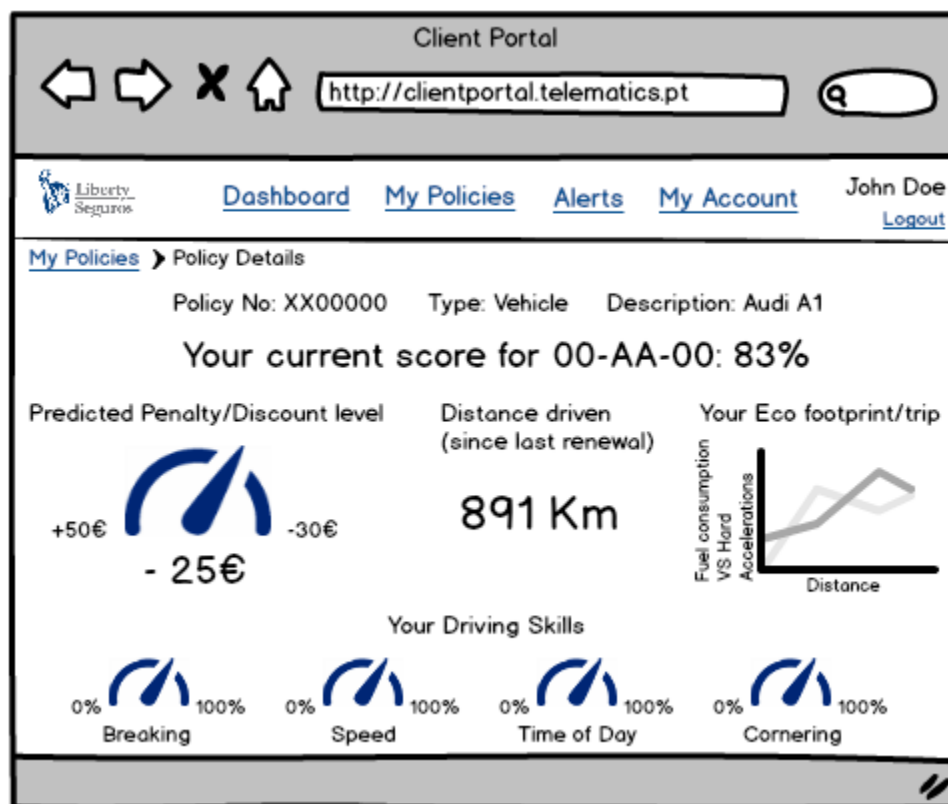 Client Portal
http://clientportal.telematics.pt
Liberty
Seguros
Dashboard My Policies Alerts My Account
John Doe
Logout
My Policies ❯ Policy Details
Policy No: XX00000 Type: Vehicle Description: Audi A1
Your current score for 00-AA-00: 83%
Predicted Penalty/Discount level
+50€ -30€
- 25€
Distance driven
(since last renewal)
891 Km
Your Eco footprint/trip
Fuel consumption
VS Hard
Accelerations
Distance
Your Driving Skills
0% 100% 0% 100% 0% 100% 0% 100%
Breaking Speed Time of Day Cornering